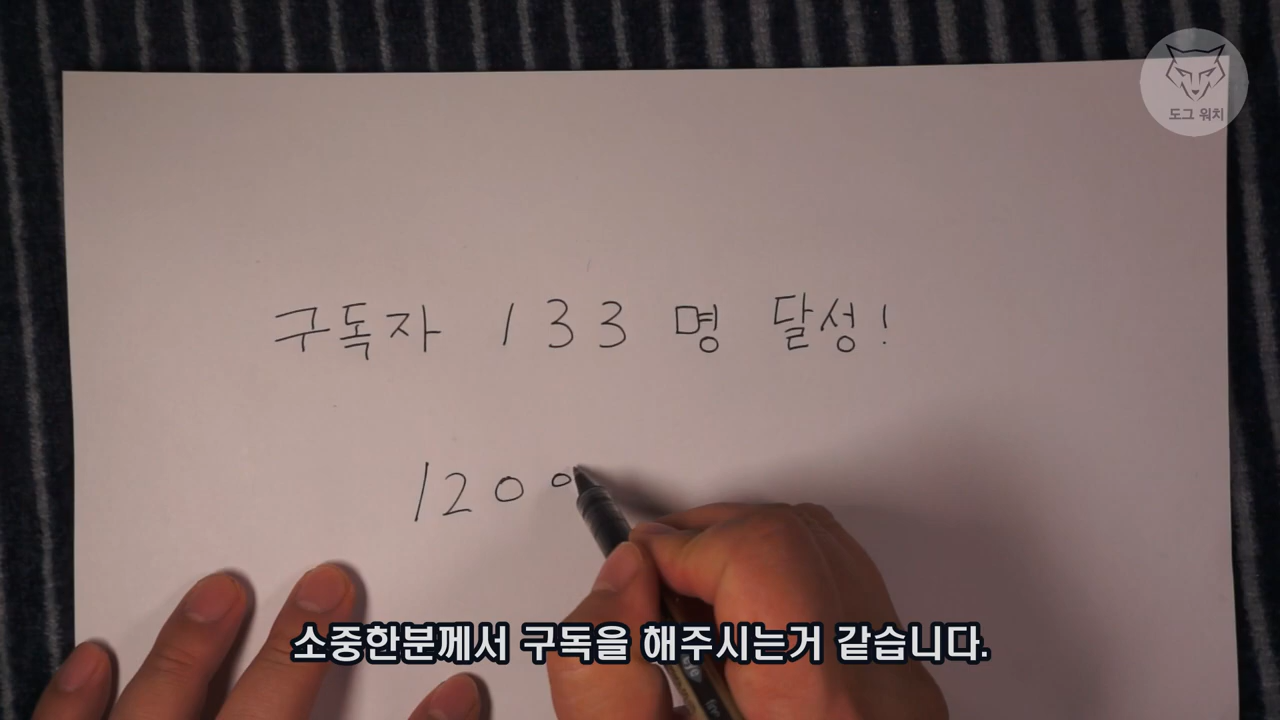 도그 워치
구독자 133 명 달성!
120
소중한분께서 구독을 해주시는거 같습니다.